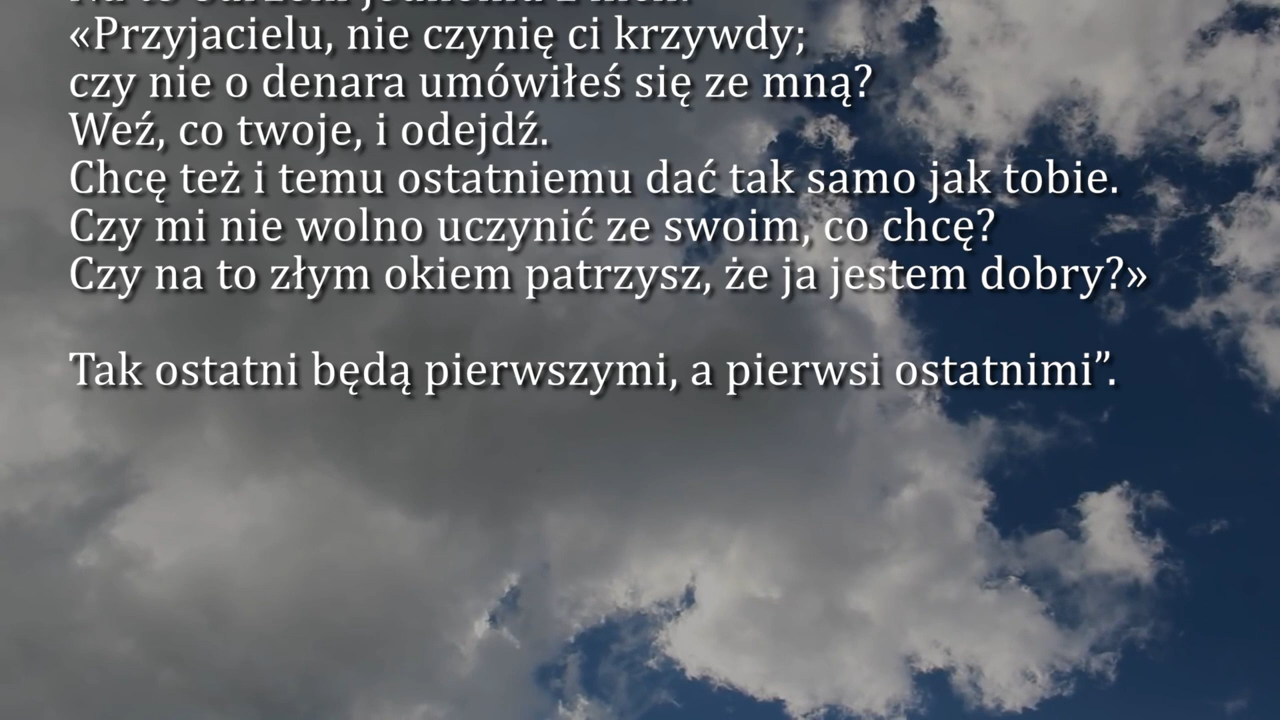 «Przyjacielu, nie czynię ci krzywdy;
czy nie o denara umówiłeś się ze mną?
Weź, co twoje, i odejdź.
Chcę też i temu ostatniemu dać tak samo jak tobie.
Czy mi nie wolno uczynić ze swoim, co chcę?
Czy na to złym okiem patrzysz, że ja jestem dobry?»
Tak ostatni będą pierwszymi, a pierwsi ostatnimi”.